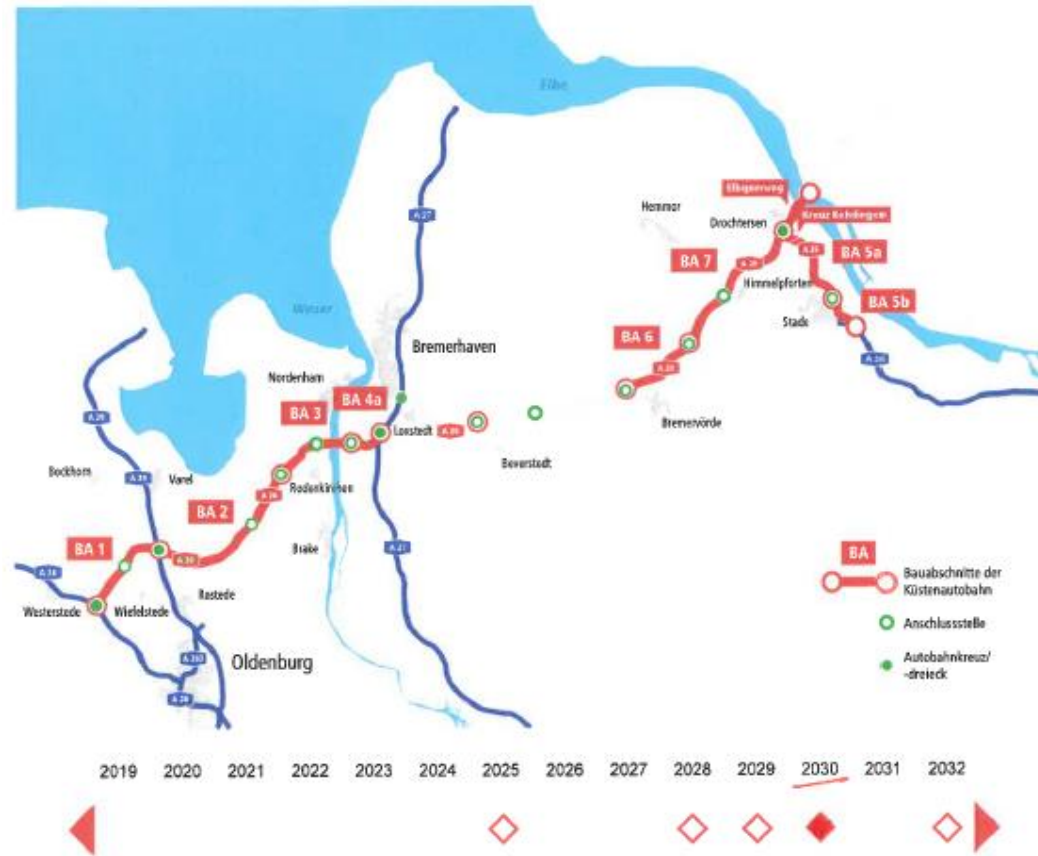 Elbe
Elbquerung
Kreuz Kehdingen
Hemmor
Drochtersen
A 27
BA 5a
BA 7
A 20
A 26
Himmelpforten
BA 5b
Weser
Stade
Bremerhaven
BA 6
A 26
Nordenham
A 20
BA 3
BA 4a
A 29
Loxstedt
A 20
Bremervörde
Bockhorn
A 29
Varel
Rodenkirchen
Beverstedt
A 20
BA 2
BA 1
Brake
A 27
A 20
BA
A 28
Rastede
Bauabschnitte der
Küstenautobahn
Westerstede
Wiefelstede
Anschlussstelle
Oldenburg
A 293
Autobahnkreuz/
-dreieck
A 28
2019 2020 2021 2022 2023 2024 2025 2026 2027 2028 2029 2030 2031 2032